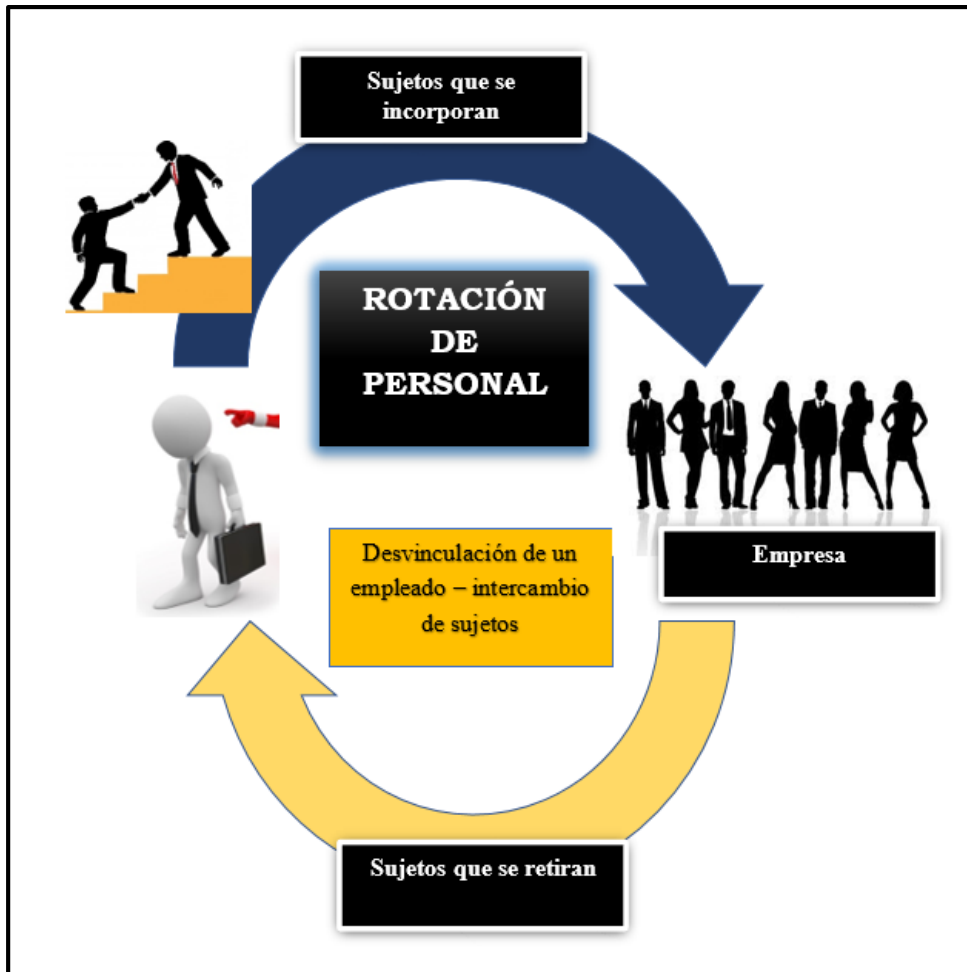 Sujetos que se
incorporan
ROTACIÓN
DE
PERSONAL
Desvinculación de un
empleado – intercambio
de sujetos
Empresa
Sujetos que se retiran